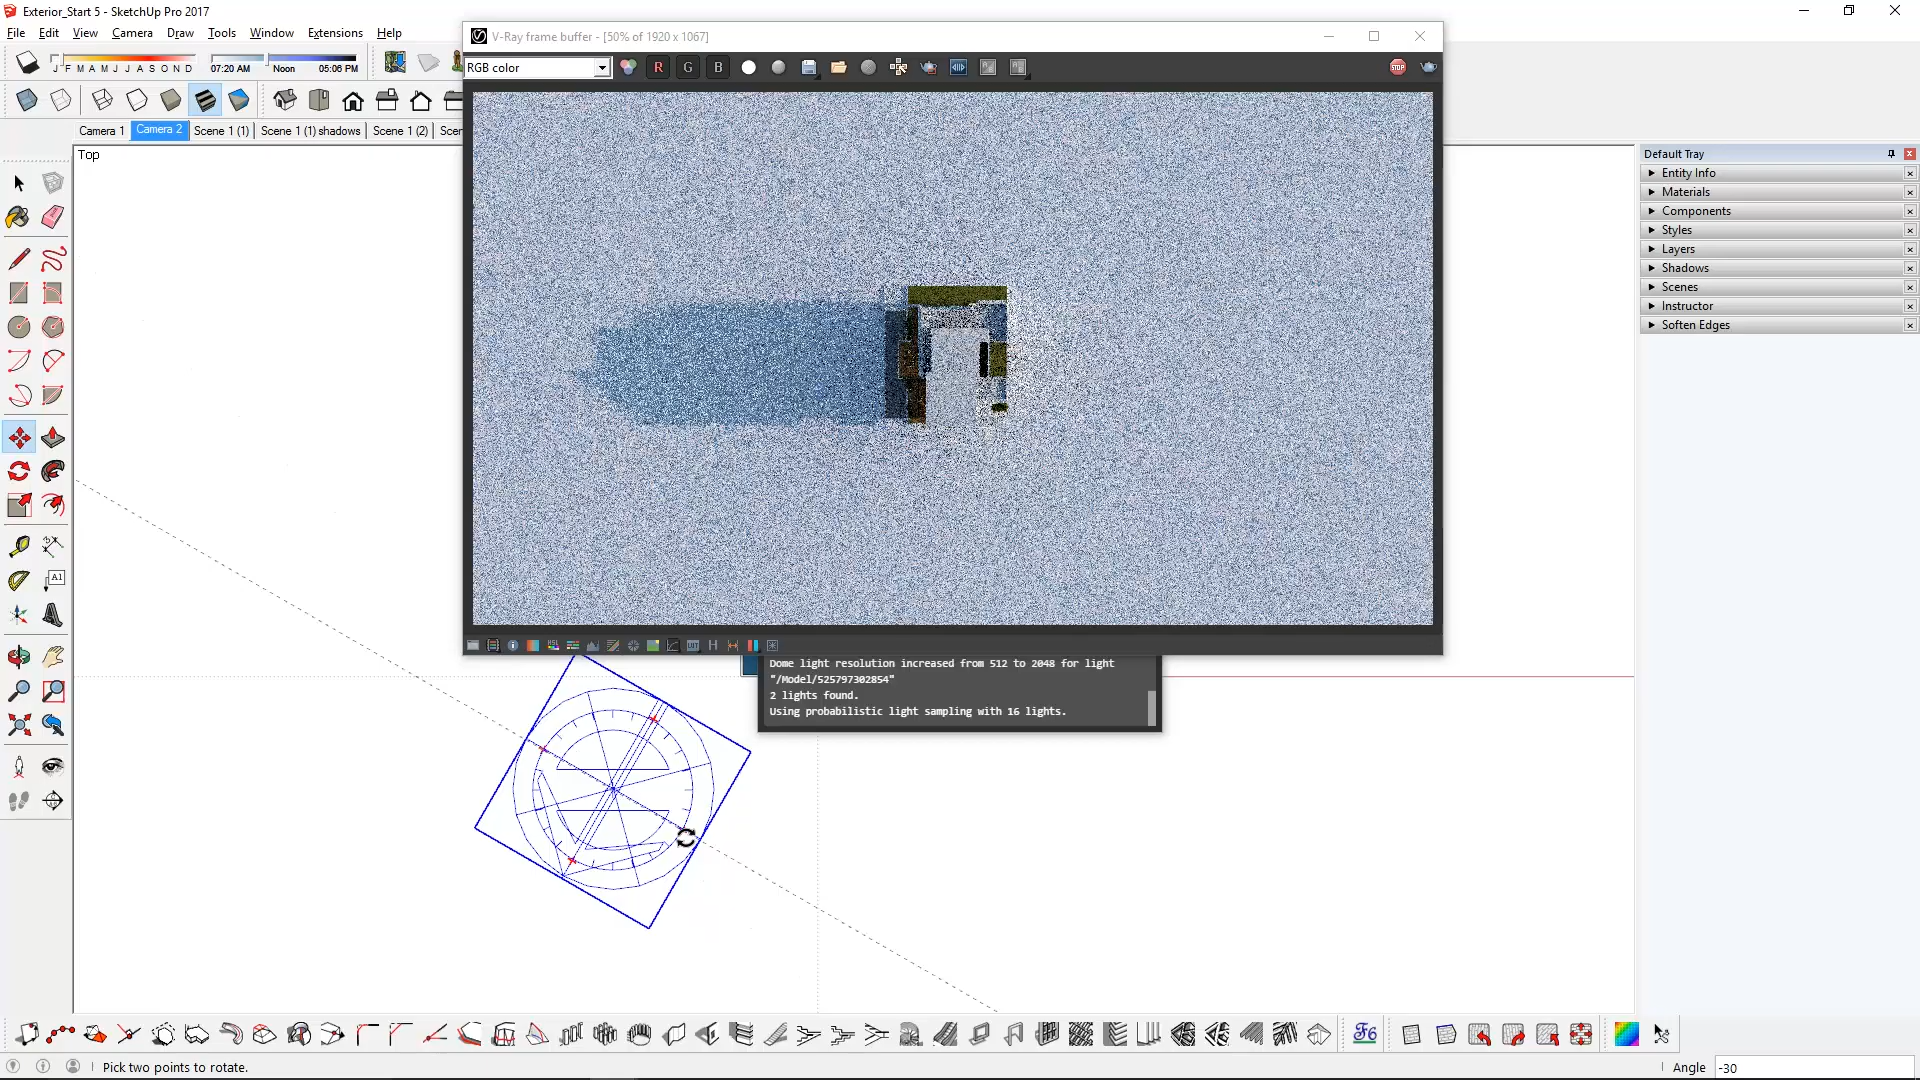 Exterior_Start 5 - SketchUp Pro 2017
File Edit View Camera Draw Tools Window Extensions Help
V-Ray frame buffer - [50% of 1920 x 1067]
J F M A M J J A S O N D
07:20 AM Noon 05:06 PM
RGB color
R G B
Camera 1 Camera 2 Scene 1 (1) Scene 1 (1) shadows Scene 1 (2) Scen
Top
Default Tray
Entity Info
Materials
Components
Styles
Layers
Shadows
Scenes
Instructor
Soften Edges
A1
HSL
H
Dome light resolution increased from 512 to 2048 for light
"/Model/525797302854"
2 lights found.
Using probabilistic light sampling with 16 lights.
F6
Pick two points to rotate.
Angle -30